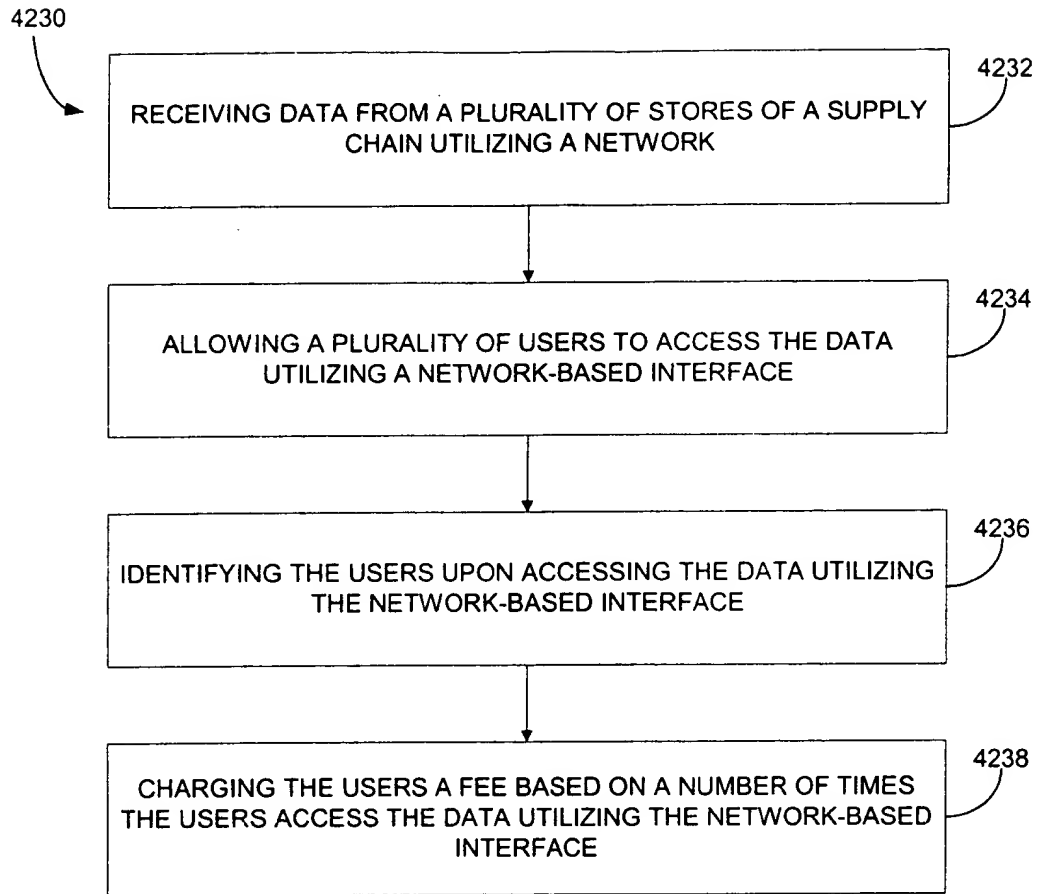 4230
4232
RECEIVING DATA FROM A PLURALITY OF STORES OF A SUPPLY
CHAIN UTILIZING A NETWORK
4234
ALLOWING A PLURALITY OF USERS TO ACCESS THE DATA
UTILIZING A NETWORK-BASED INTERFACE
4236
IDENTIFYING THE USERS UPON ACCESSING THE DATA UTILIZING
THE NETWORK-BASED INTERFACE
4238
CHARGING THE USERS A FEE BASED ON A NUMBER OF TIMES
THE USERS ACCESS THE DATA UTILIZING THE NETWORK-BASED
INTERFACE